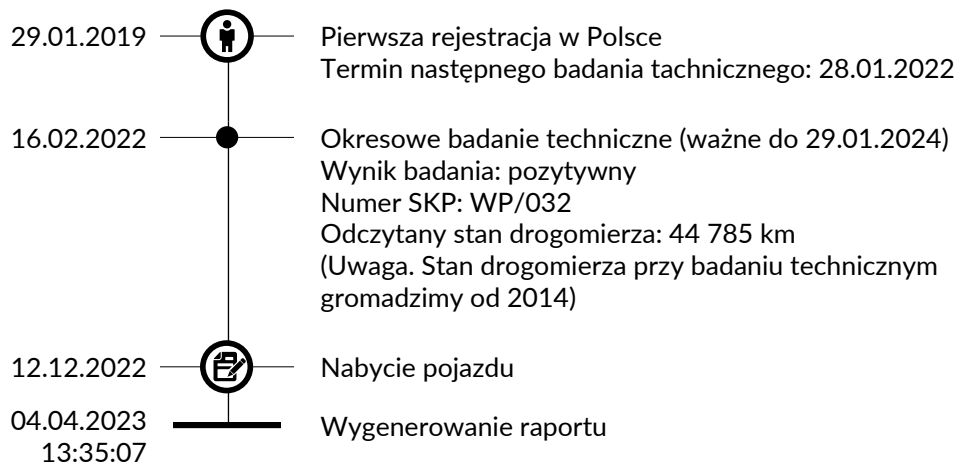 29.01.2019 Pierwsza rejestracja w Polsce
Termin następnego badania tachnicznego: 28.01.2022
16.02.2022 Okresowe badanie techniczne (ważne do 29.01.2024)
Wynik badania: pozytywny
Numer SKP: WP/032
Odczytany stan drogomierza: 44 785 km
(Uwaga. Stan drogomierza przy badaniu technicznym
gromadzimy od 2014)
12.12.2022 Nabycie pojazdu
04.04.2023 Wygenerowanie raportu
13:35:07